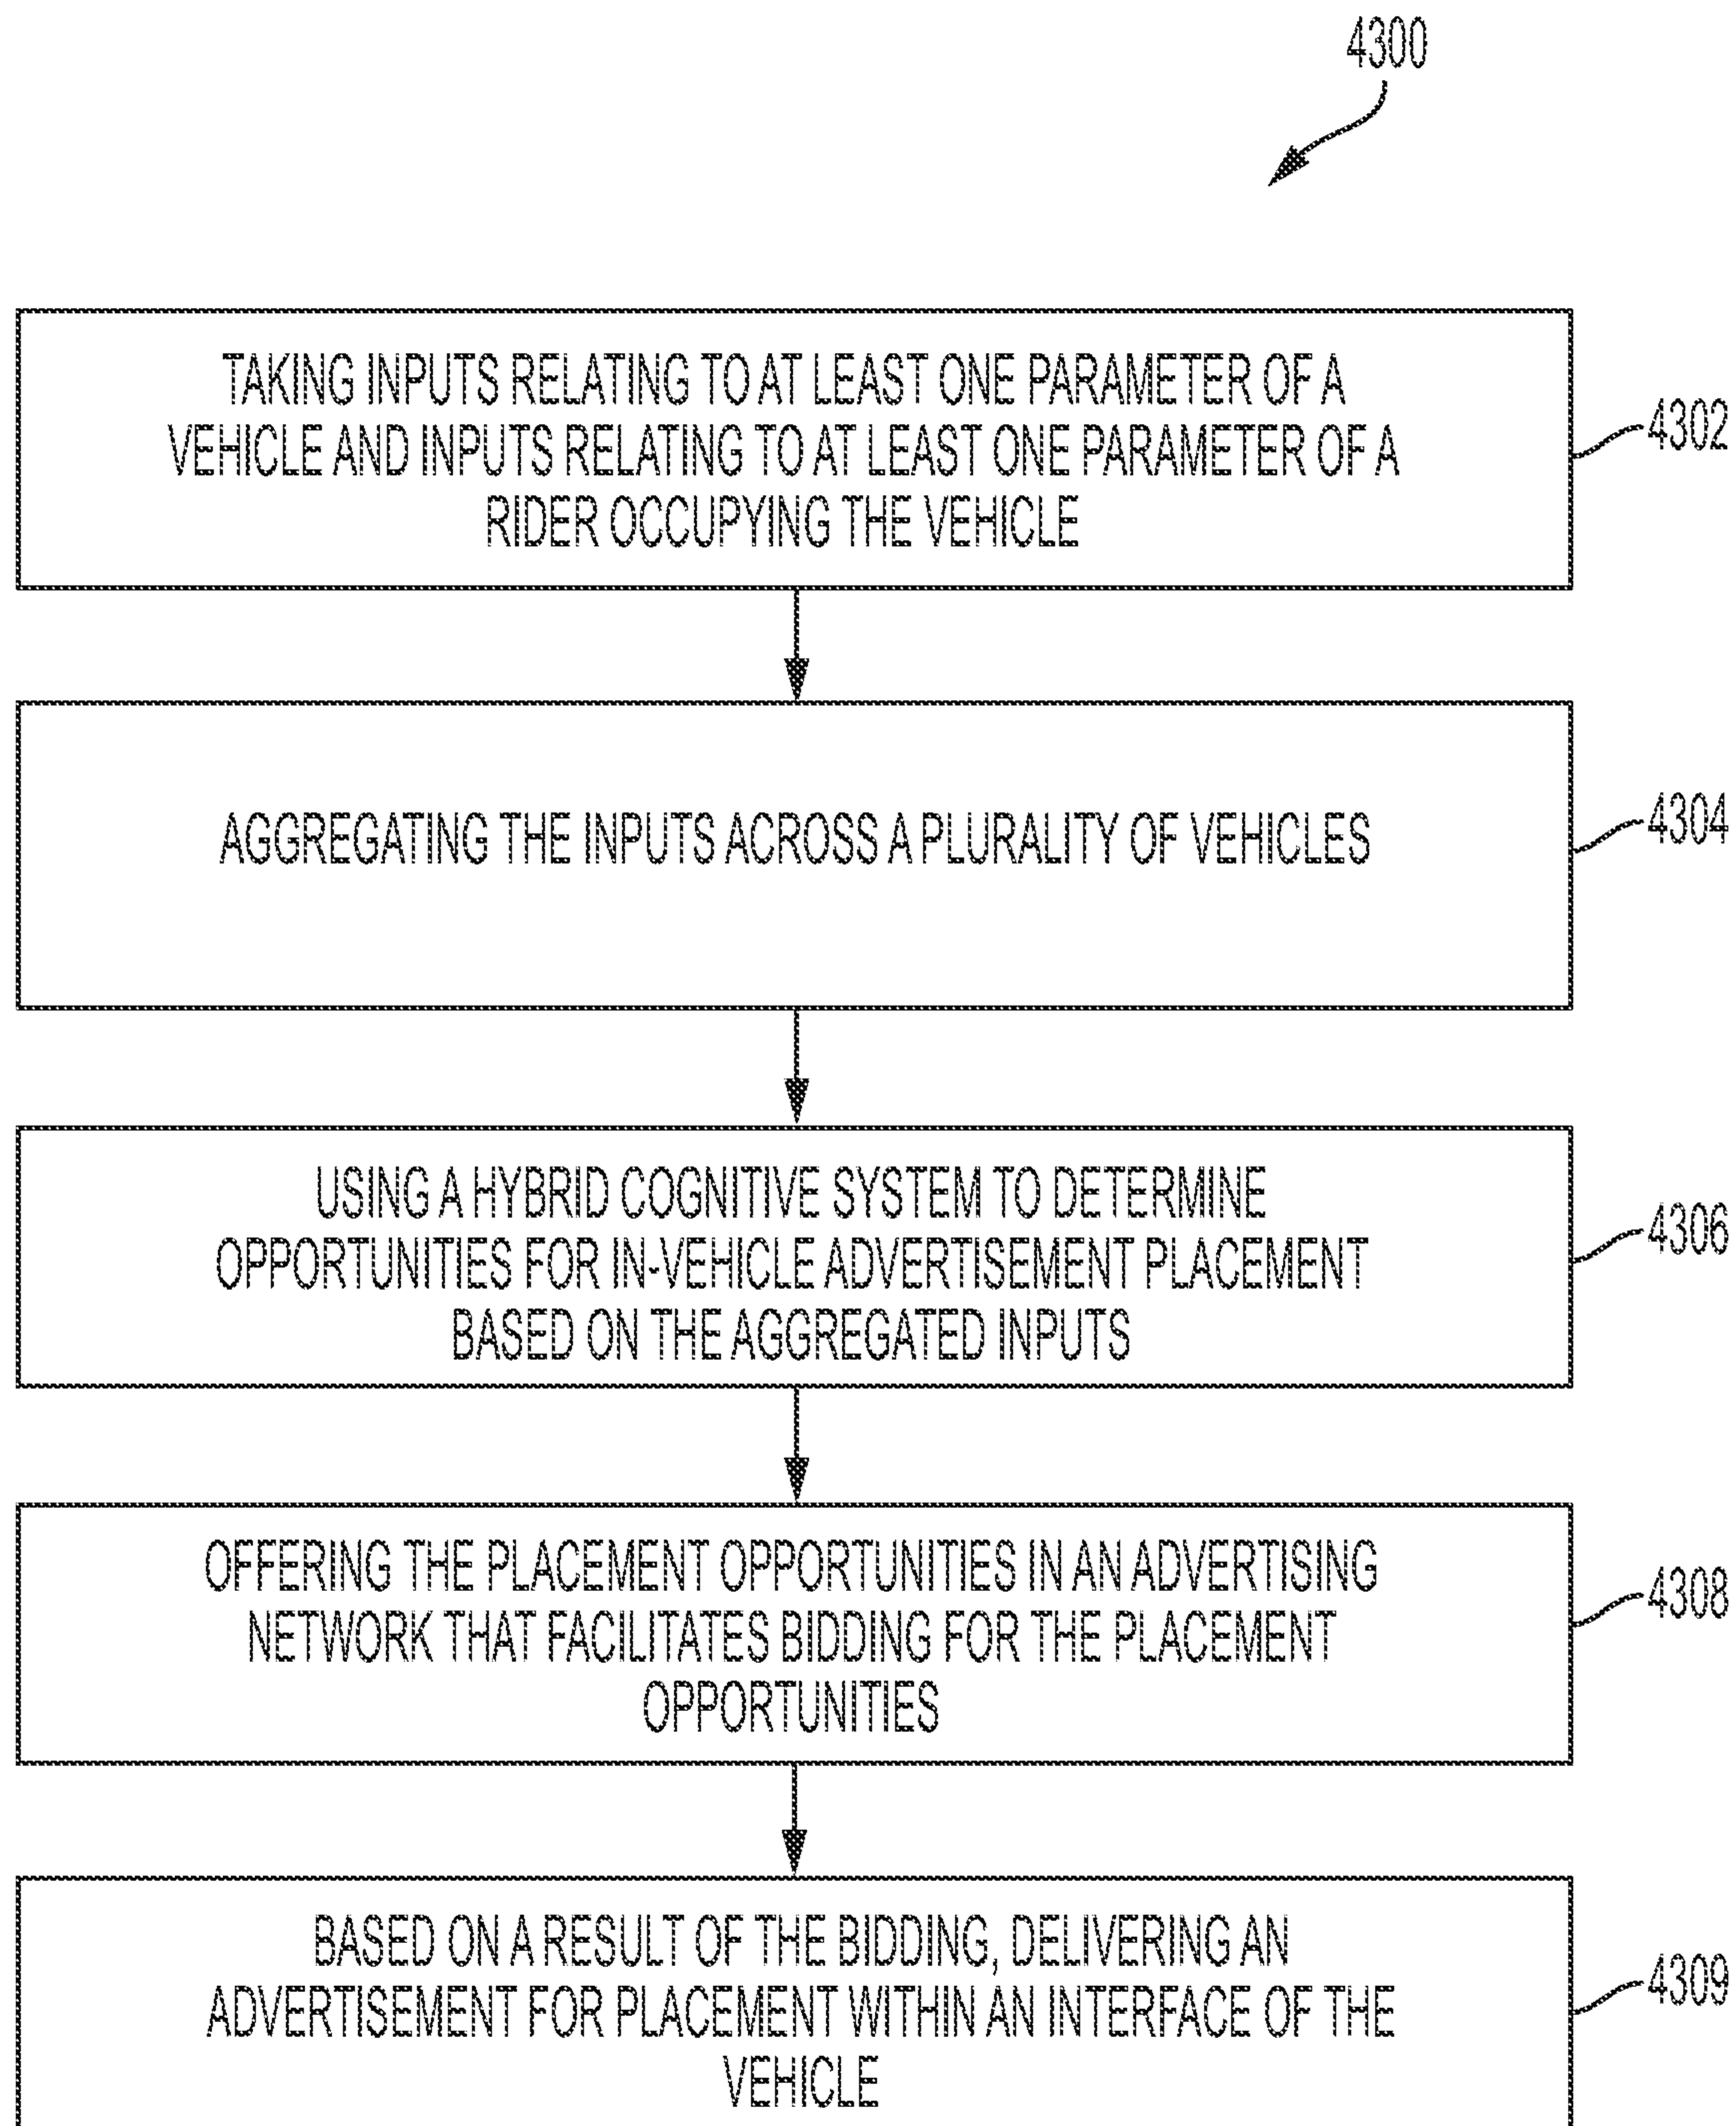 4300
TAKING INPUTS RELATING TO AT LEAST ONE PARAMETER OF A
VEHICLE AND INPUTS RELATING TO AT LEAST ONE PARAMETER OF A
RIDER OCCUPYING THE VEHICLE
4302
AGGREGATING THE INPUTS ACROSS A PLURALITY OF VEHICLES
4304
USING A HYBRID COGNITIVE SYSTEM TO DETERMINE
OPPORTUNITIES FOR IN-VEHICLE ADVERTISEMENT PLACEMENT
BASED ON THE AGGREGATED INPUTS
4306
OFFERING THE PLACEMENT OPPORTUNITIES IN AN ADVERTISING
NETWORK THAT FACILITATES BIDDING FOR THE PLACEMENT
OPPORTUNITIES
4308
BASED ON A RESULT OF THE BIDDING, DELIVERING AN
ADVERTISEMENT FOR PLACEMENT WITHIN AN INTERFACE OF THE
VEHICLE
4309